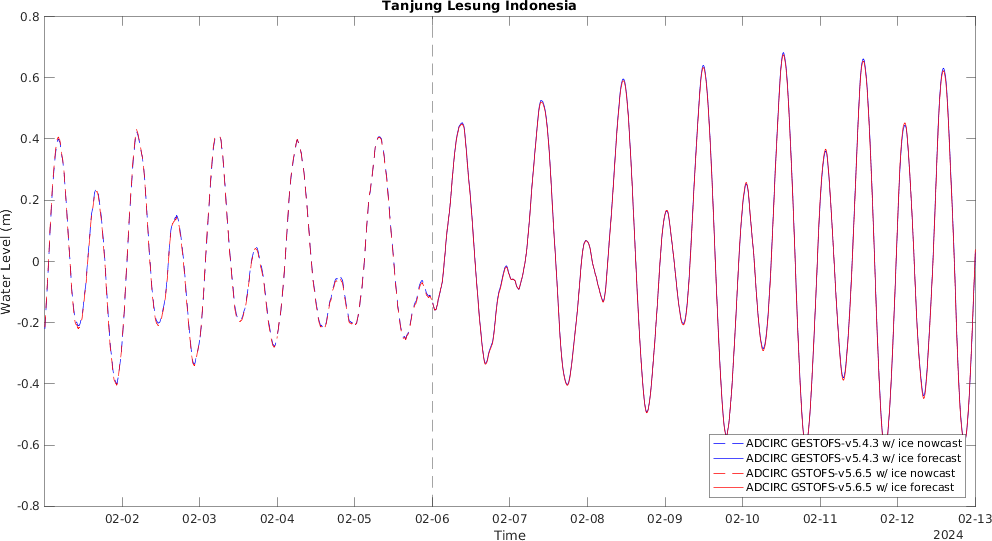 Tanjung Lesung Indonesia
0.8
0.6
0.4
0.2
0
-0.2
-0.4
-0.6
-0.8
Water Level (m)
ADCIRC GESTOFS-v5.4.3 w/ ice nowcast
ADCIRC GESTOFS-v5.4.3 w/ ice forecast
ADCIRC GSTOFS-v5.6.5 w/ ice nowcast
ADCIRC GSTOFS-v5.6.5 w/ ice forecast
02-02 02-03 02-04 02-05 02-06 02-07 02-08 02-09 02-10 02-11 02-12 02-13
Time
2024